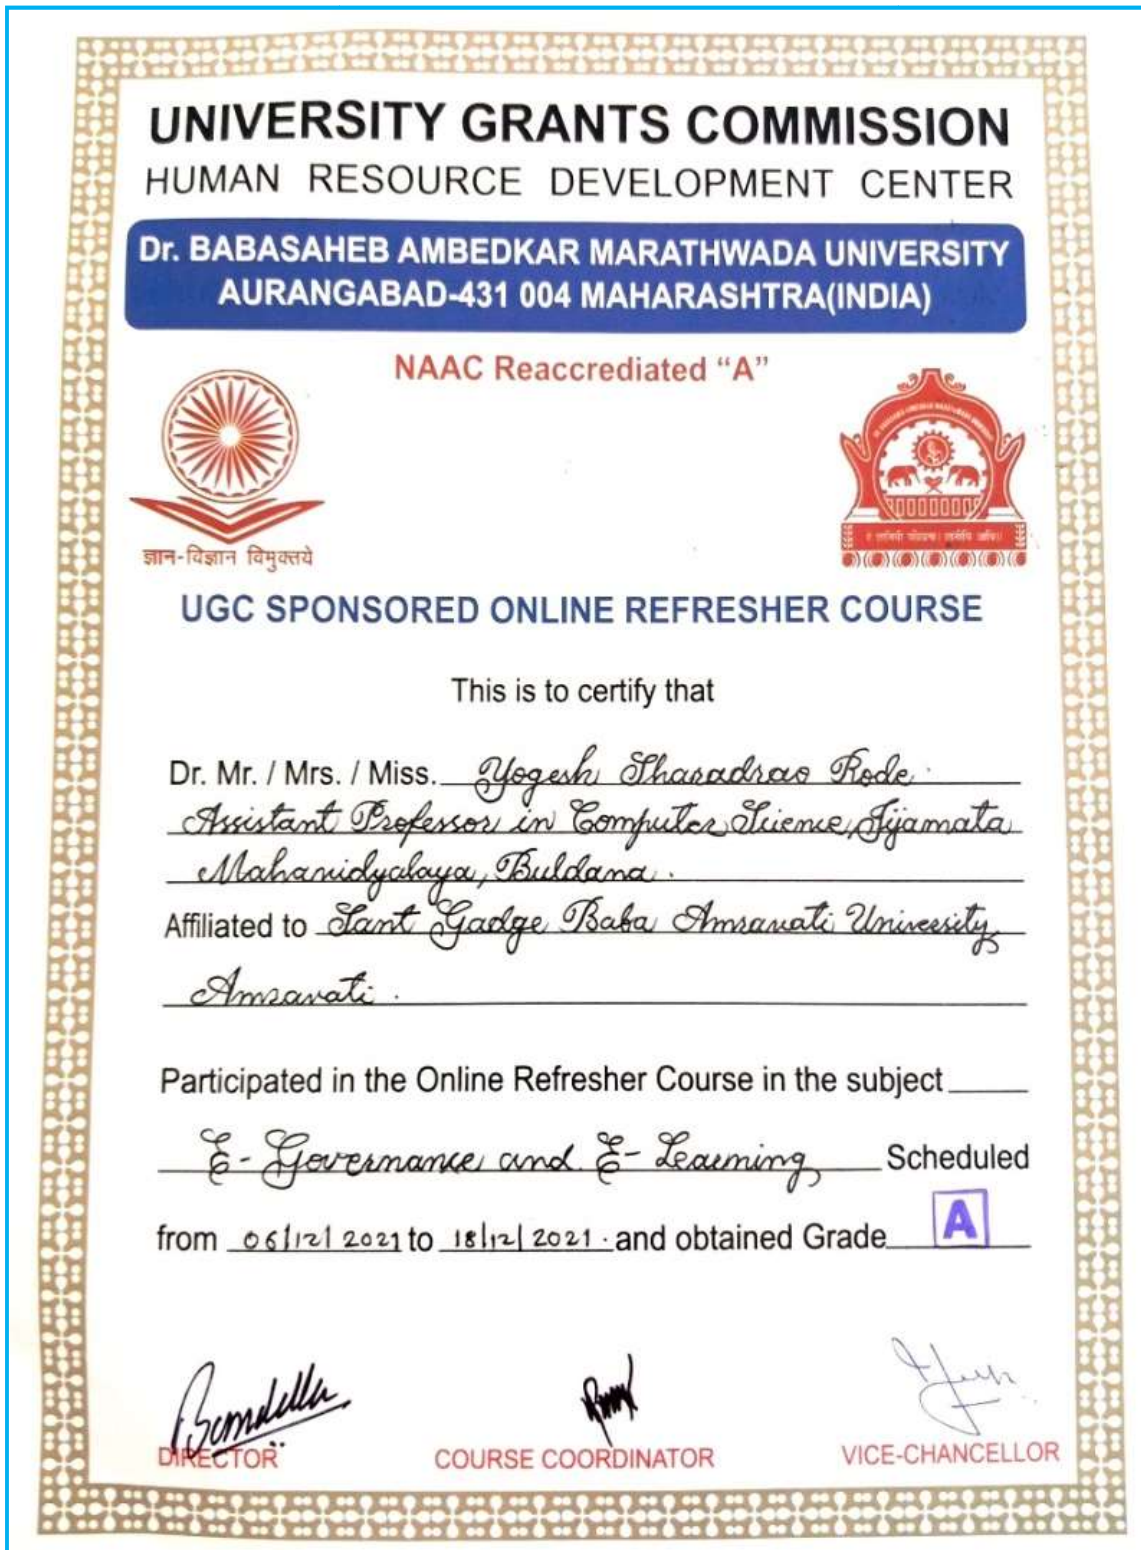 UNIVERSITY GRANTS COMMISSION
HUMAN RESOURCE DEVELOPMENT CENTER
Dr. BABASAHEB AMBEDKAR MARATHWADA UNIVERSITY
AURANGABAD-431 004 MAHARASHTRA(INDIA)
NAAC Reaccrediated “A”
ज्ञान-विज्ञान विमुक्तये
UGC SPONSORED ONLINE REFRESHER COURSE
This is to certify that
Dr. Mr. / Mrs. / Miss. Yogesh Sharadrao Rode.
Assistant Professor in Computer Science, Jijamata
Mahavidyalaya, Buldana.
Affiliated to Sant Gadge Baba Amravati University,
Amravati.
Participated in the Online Refresher Course in the subject
E-Governance and E-Learning Scheduled
from 06/12/2021 to 18/12/2021. and obtained Grade A
DIRECTOR
COURSE COORDINATOR
VICE-CHANCELLOR